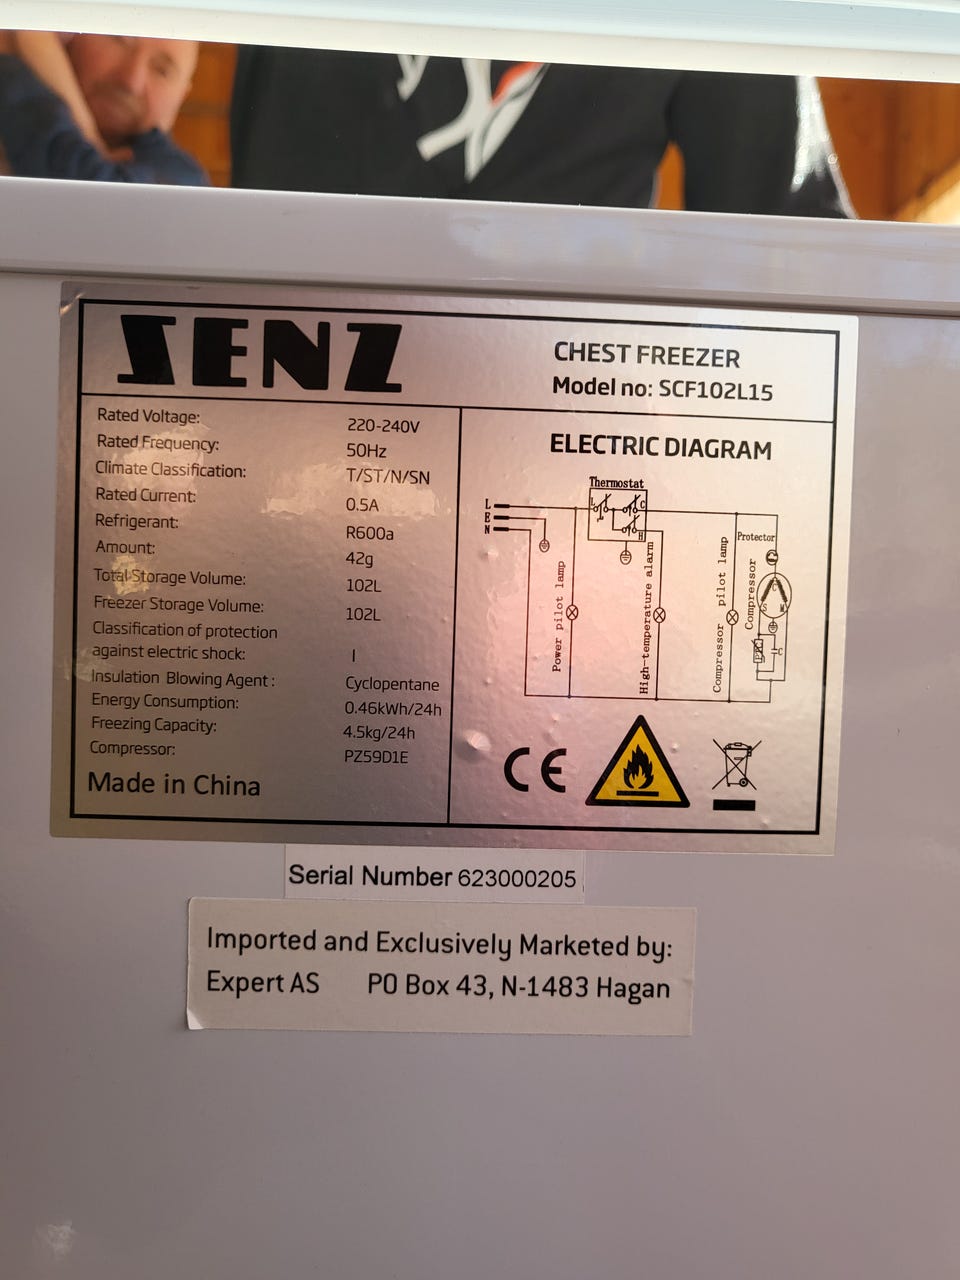 SENZ
CHEST FREEZER
Model no: SCF102L15
Rated Voltage: 220-240V
Rated Frequency: 50Hz
Climate Classification: T/ST/N/SN
Rated Current: 0.5A
Refrigerant: R600a
Amount: 42g
Total Storage Volume: 102L
Freezer Storage Volume: 102L
Classification of protection
against electric shock: I
Insulation Blowing Agent: Cyclopentane
Energy Consumption: 0.46kWh/24h
Freezing Capacity: 4.5kg/24h
Compressor: PZ59D1E
Made in China
ELECTRIC DIAGRAM
Thermostat
L
E
N
L
C
H
Power pilot lamp
High-temperature alarm
Compressor pilot lamp
Protector
Compressor
C
S M
PTC
C
CE
Serial Number 623000205
Imported and Exclusively Marketed by:
Expert AS PO Box 43, N-1483 Hagan